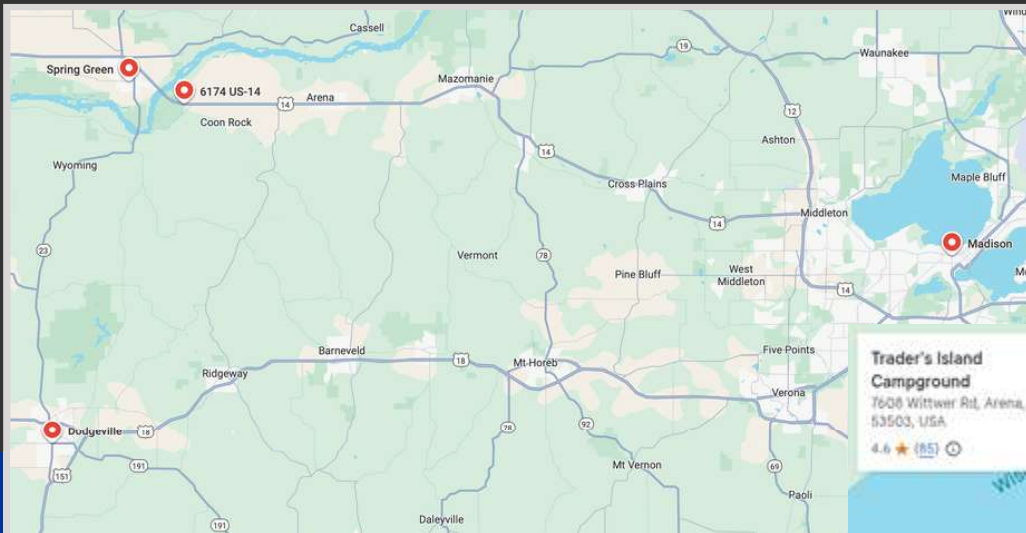 Cassell
Spring Green
6174 US-14
14
Arena
Coon Rock
Mazomanie
19
Waunakee
12
Ashton
Wyoming
14
Cross Plains
Maple Bluff
14
Middleton
Madison
23
Vermont
78
Pine Bluff
West
Middleton
14
Barneveld
18
Mt Horeb
Five Points
Ridgeway
Verona
Dodgeville
18
78
92
191
151
Mt Vernon
69
Paoli
191
Daleyville
Trader's Island
Campground
7608 Wittwer Rd, Arena,
53503, USA
4.6 ★ (85)